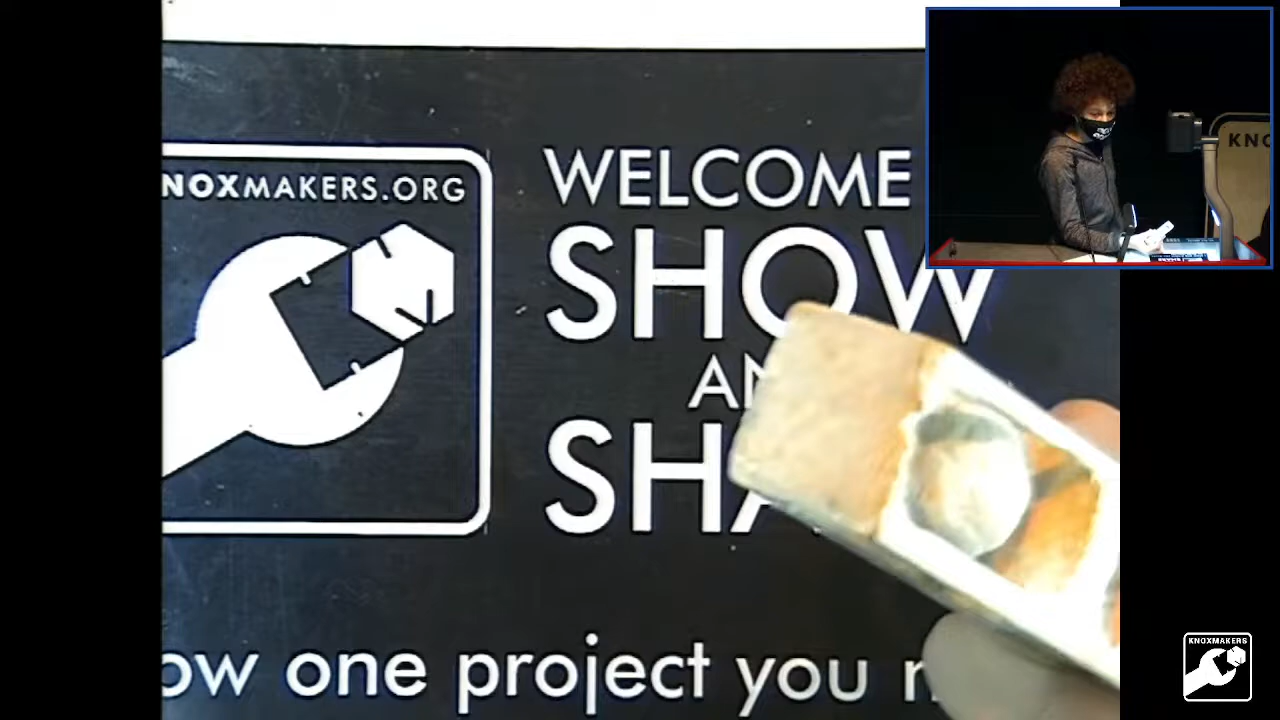 NOXMAKERS.ORG
WELCOME
SHOW
AN
SHA
ow one project you
KNO
KNOXMAKERS